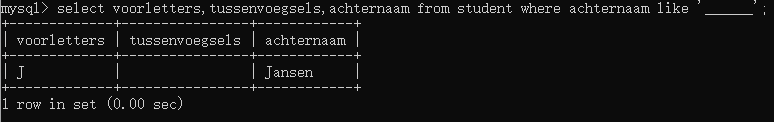 mysql> select voorletters,tussenvoegsels,achternaam from student where achternaam like '______';
+-------------+----------------+------------+
| voorletters | tussenvoegsels | achternaam |
+-------------+----------------+------------+
| J           |                | Jansen     |
+-------------+----------------+------------+
1 row in set (0.00 sec)